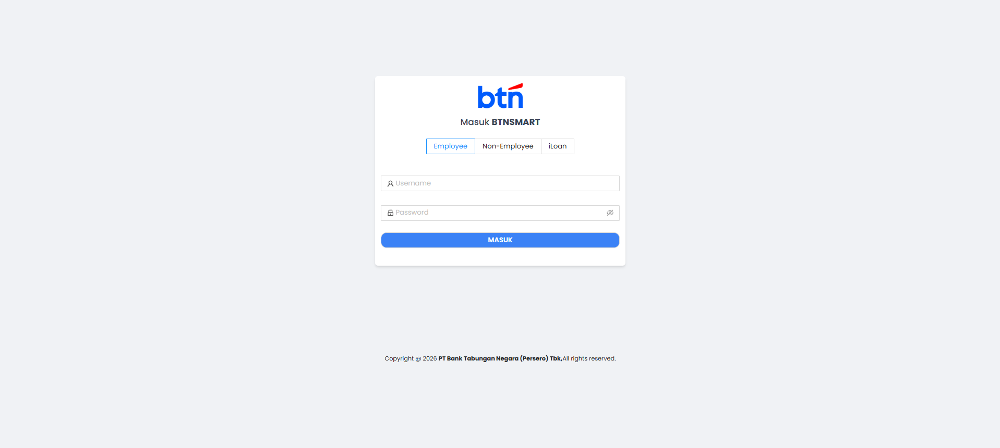 btn
Masuk BTNSMART
Employee Non-Employee iLoan
Username
Password
MASUK
Copyright @ 2026 PT Bank Tabungan Negara (Persero) Tbk,All rights reserved.